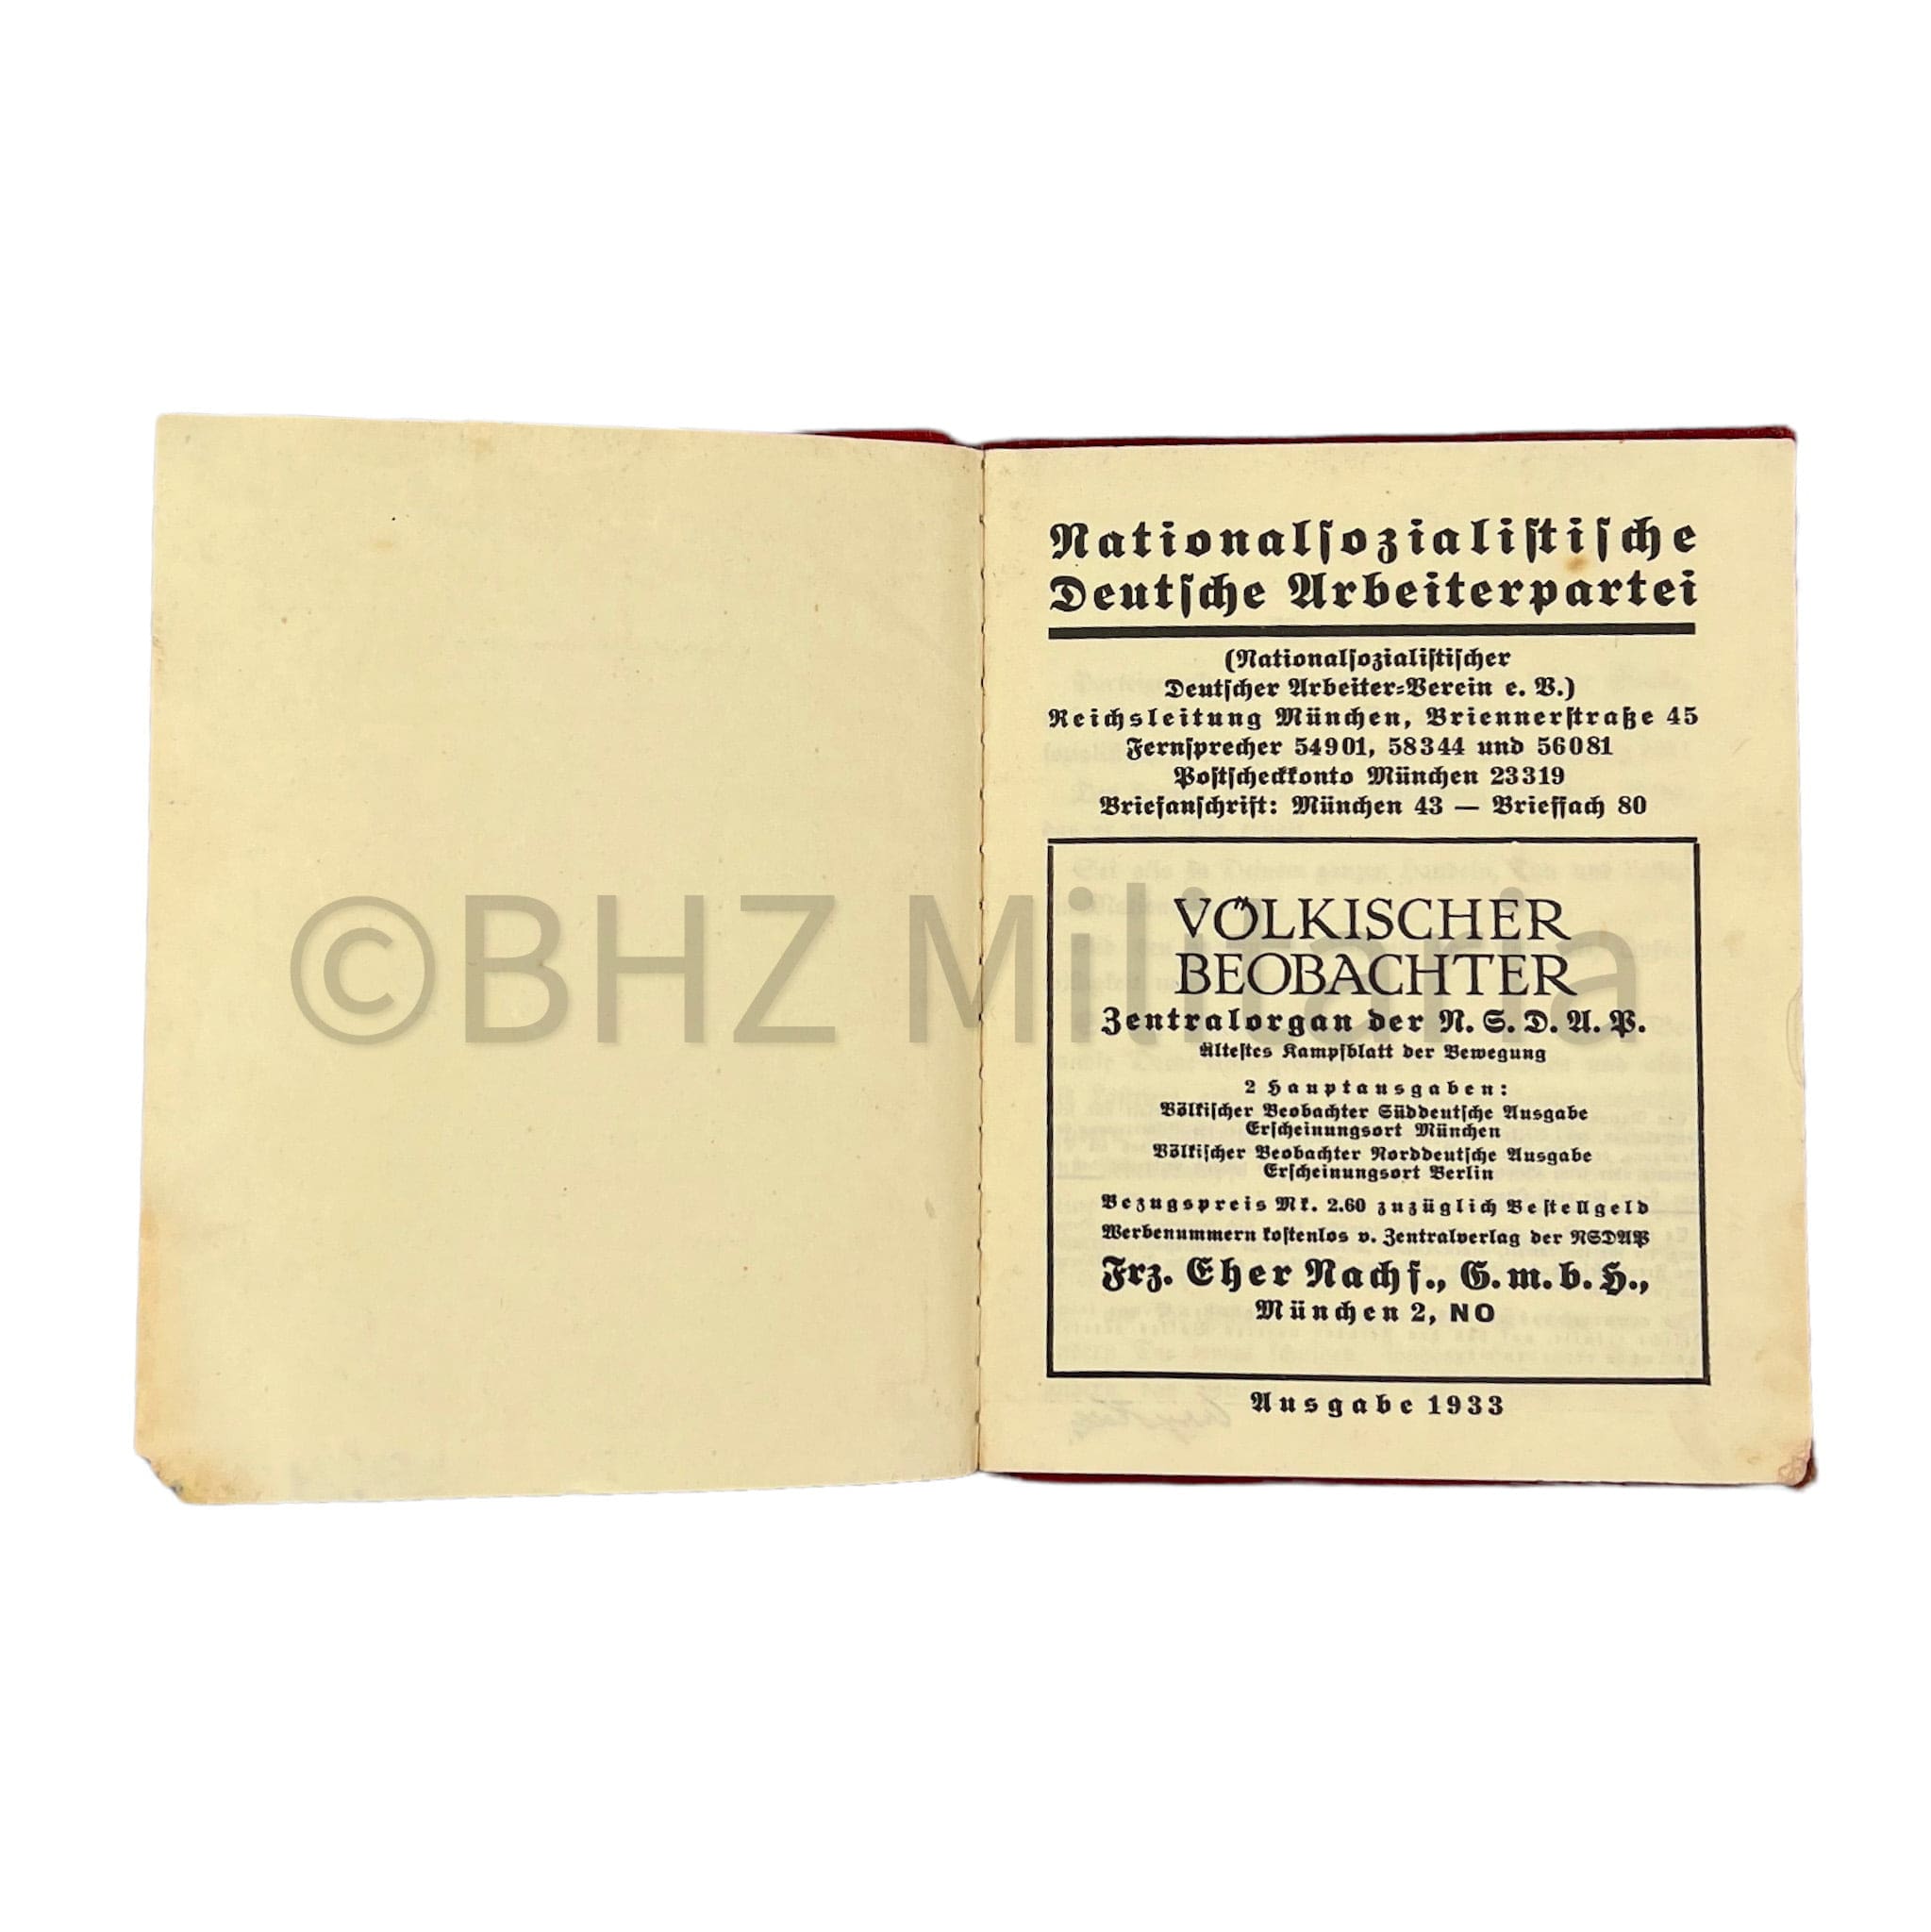 Nationalsozialistische
Deutsche Arbeiterpartei
(Nationalsozialistischer
Deutscher Arbeiter=Verein e. V.)
Reichsleitung München, Briennerstraße 45
Fernsprecher 54901, 58344 und 56081
Postscheckkonto München 23319
Briefanschrift: München 43 — Brieffach 80
©BHZ Militaria
VÖLKISCHER
BEOBACHTER
Zentralorgan der N. S. D. A. P.
Ältestes Kampfblatt der Bewegung
2 Hauptausgaben:
Völkischer Beobachter Süddeutsche Ausgabe
Erscheinungsort München
Völkischer Beobachter Norddeutsche Ausgabe
Erscheinungsort Berlin
Bezugspreis Mk. 2.60 zuzüglich Bestellgeld
Werbenummern kostenlos v. Zentralverlag der NSDAP
Frz. Eher Nachf., G. m. b. H.,
München 2, NO
Ausgabe 1933